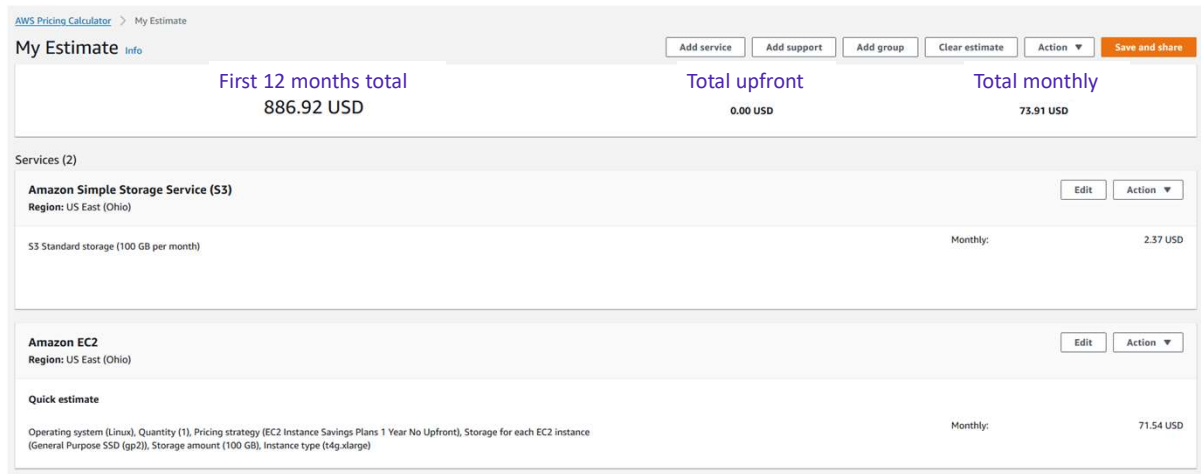 AWS Pricing Calculator > My Estimate
My Estimate Info
Add service Add support Add group Clear estimate Action ▼ Save and share
First 12 months total Total upfront Total monthly
886.92 USD 0.00 USD 73.91 USD
Services (2)
Amazon Simple Storage Service (S3) Edit Action ▼
Region: US East (Ohio)
S3 Standard storage (100 GB per month) Monthly: 2.37 USD
Amazon EC2 Edit Action ▼
Region: US East (Ohio)
Quick estimate
Operating system (Linux), Quantity (1), Pricing strategy (EC2 Instance Savings Plans 1 Year No Upfront), Storage for each EC2 instance Monthly: 71.54 USD
(General Purpose SSD (gp2)), Storage amount (100 GB), Instance type (t4g.xlarge)